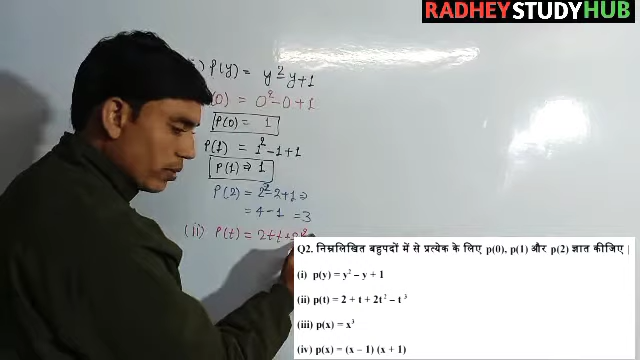 RADHEY STUDY HUB
P(y) = y² - y + 1
(0) = 0² - 0 + 1
P(0) = 1
P(1) = 1² - 1 + 1
P(1) ⇒ 1
P(2) = 2² - 2 + 1 ⇒
= 4 - 1 = 3
(ii) P(t) = 2 + t +
Q2. निम्नलिखित बहुपदों में से प्रत्येक के लिए p(0), p(1) और p(2) ज्ञात कीजिए |
(i) p(y) = y² – y + 1
(ii) p(t) = 2 + t + 2t² – t³
(iii) p(x) = x³
(iv) p(x) = (x – 1) (x + 1)